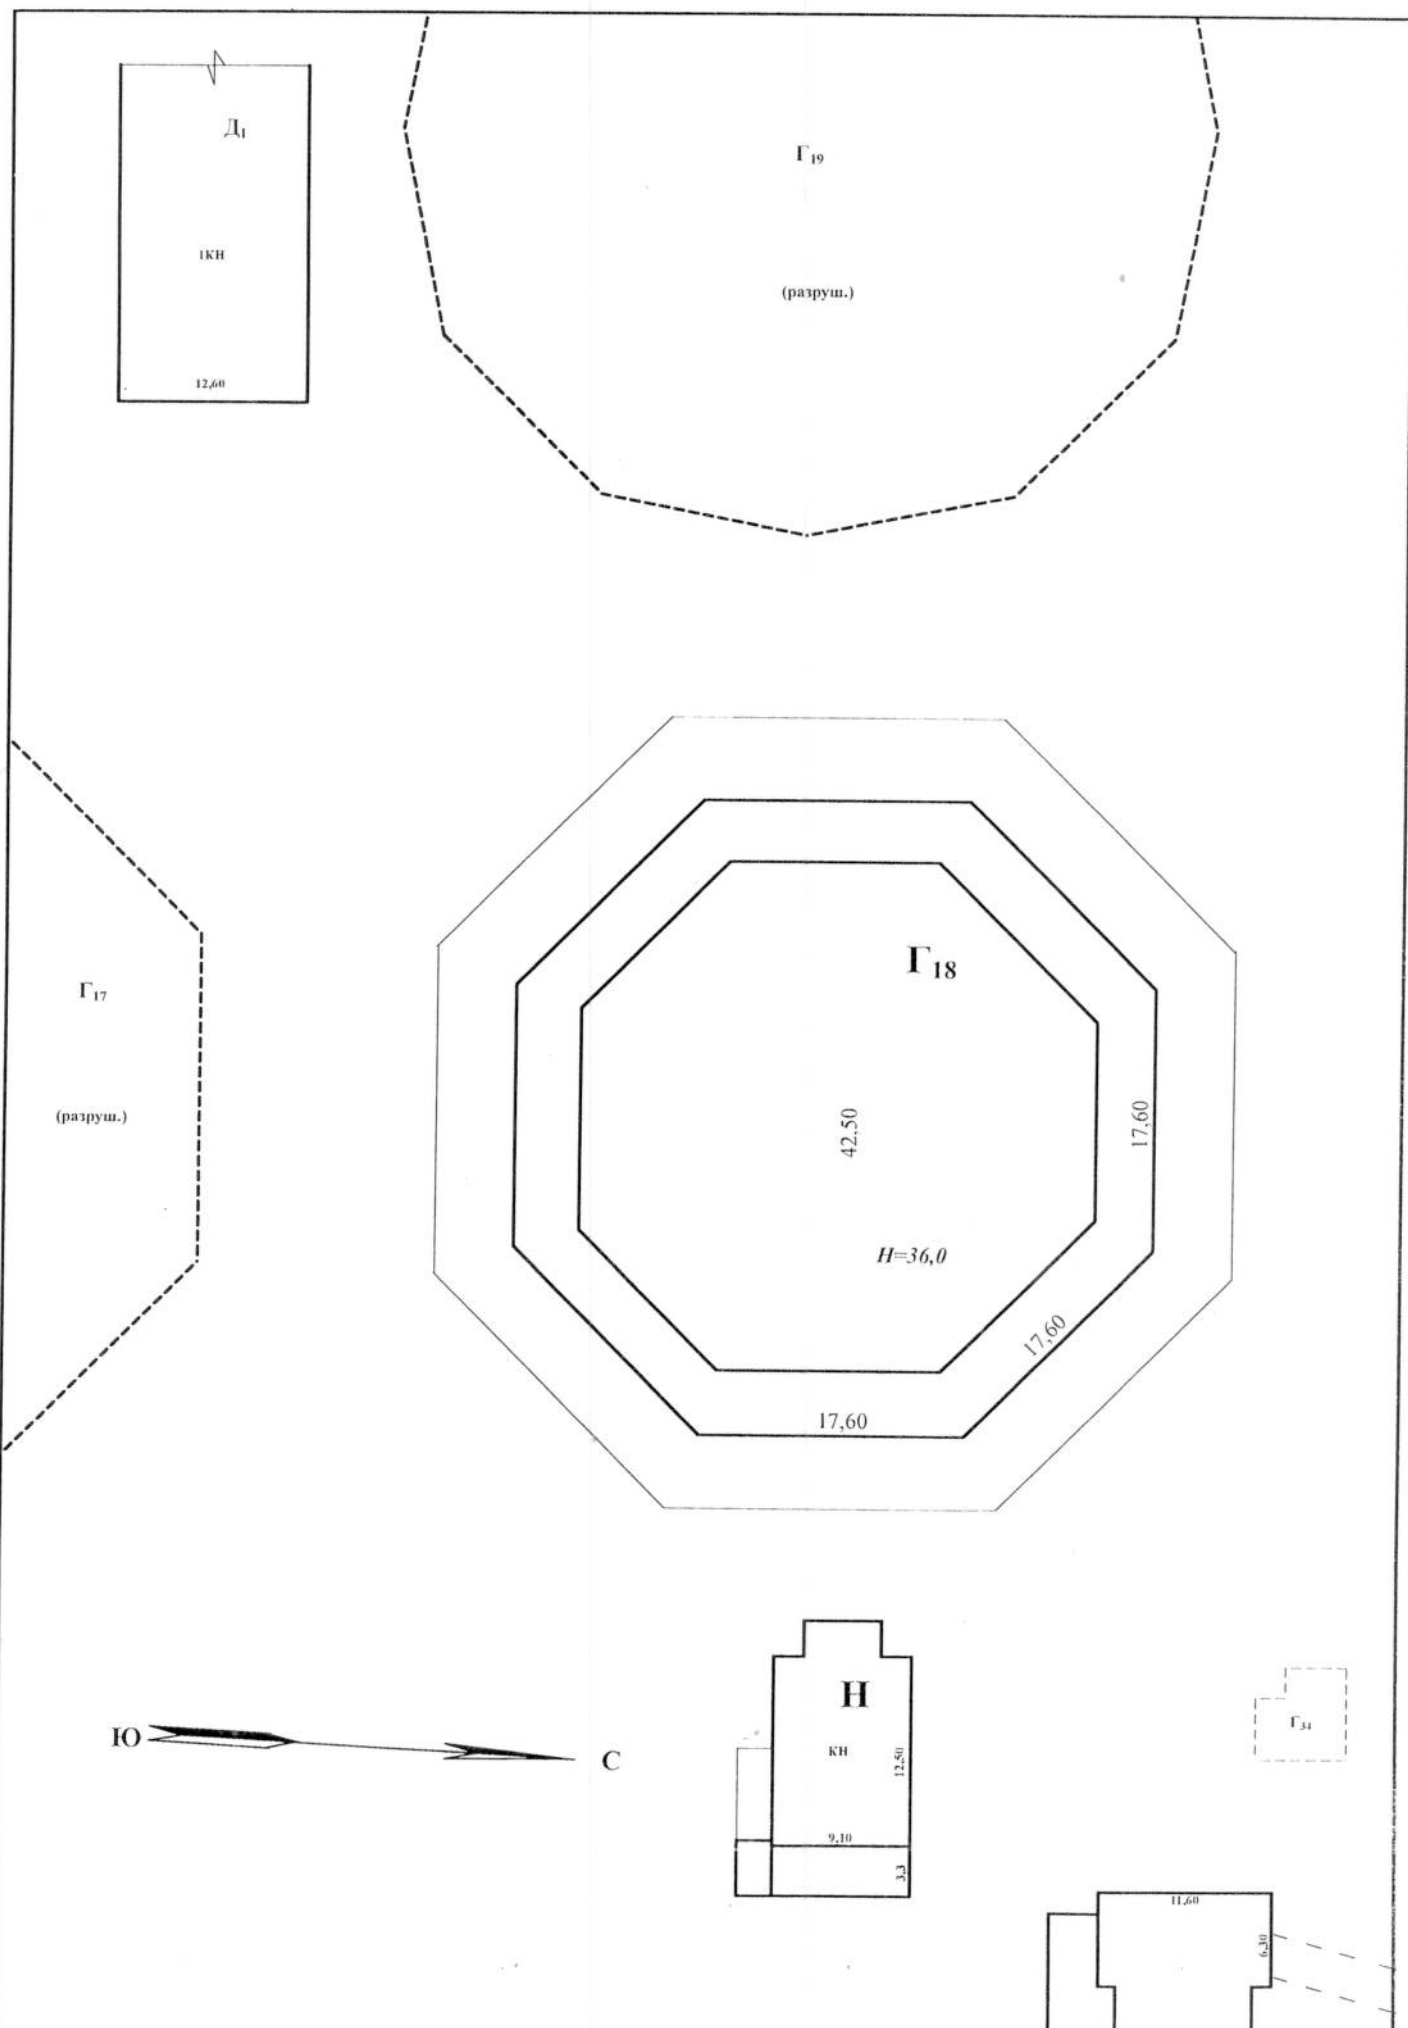 Д₁
Г₁₉
1КН
(разруш.)
12,60
Г₁₈
Г₁₇
(разруш.)
42,50
17,60
Н=36,0
17,60
17,60
Н
Г₃₄
Ю
С
КН
12,50
9,10
3,3
11,60
6,30